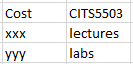 Cost CITS5503
xxx lectures
yyy labs